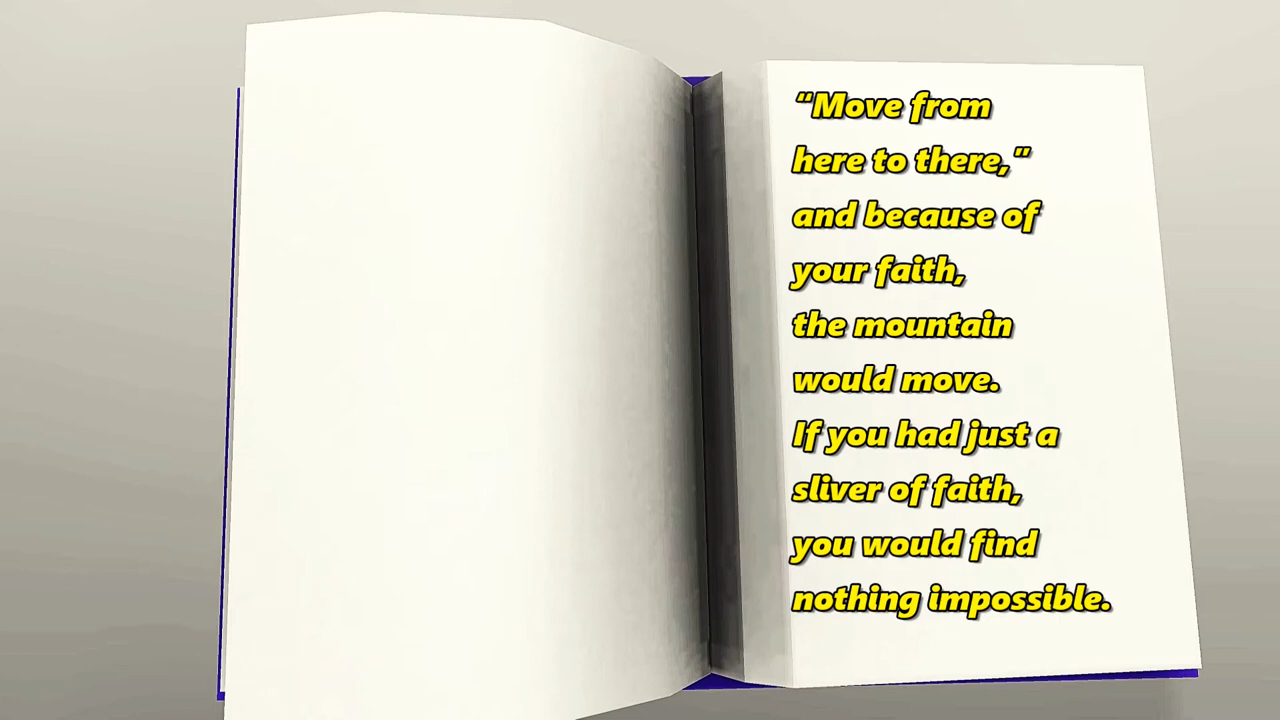 “Move from
here to there,”
and because of
your faith,
the mountain
would move.
If you had just a
sliver of faith,
you would find
nothing impossible.